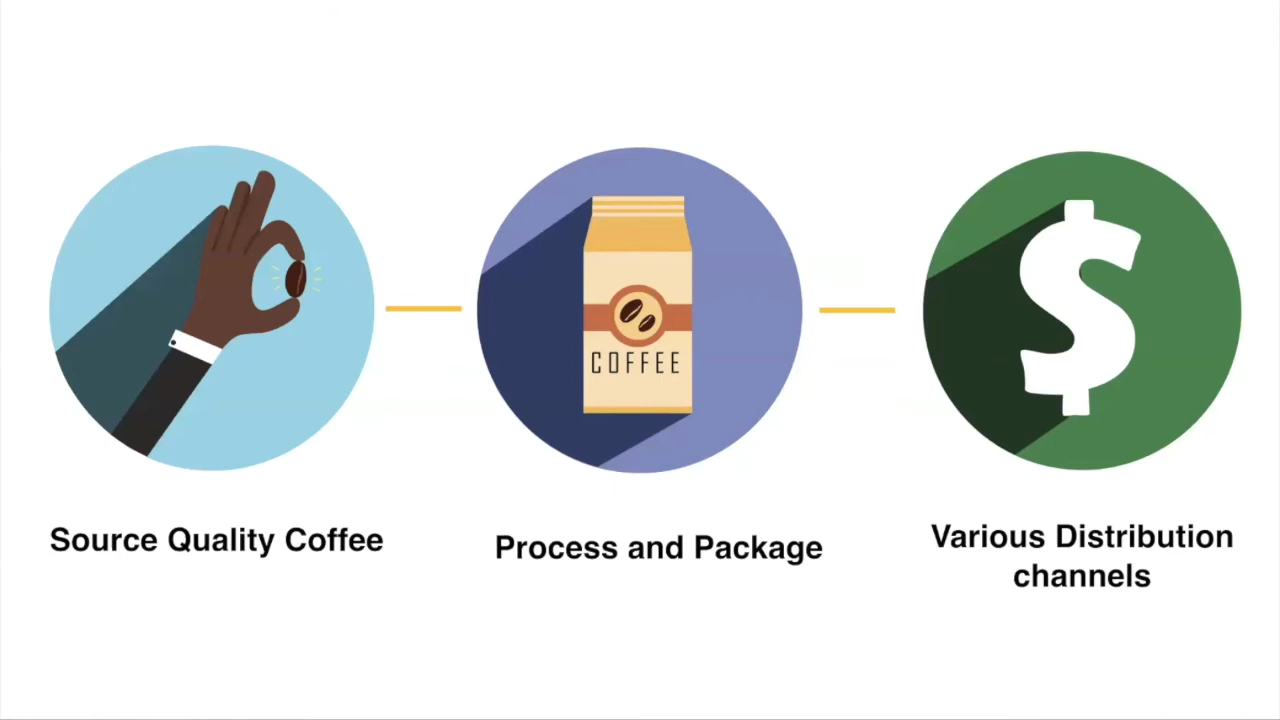 COFFEE
Source Quality Coffee
Process and Package
Various Distribution
channels